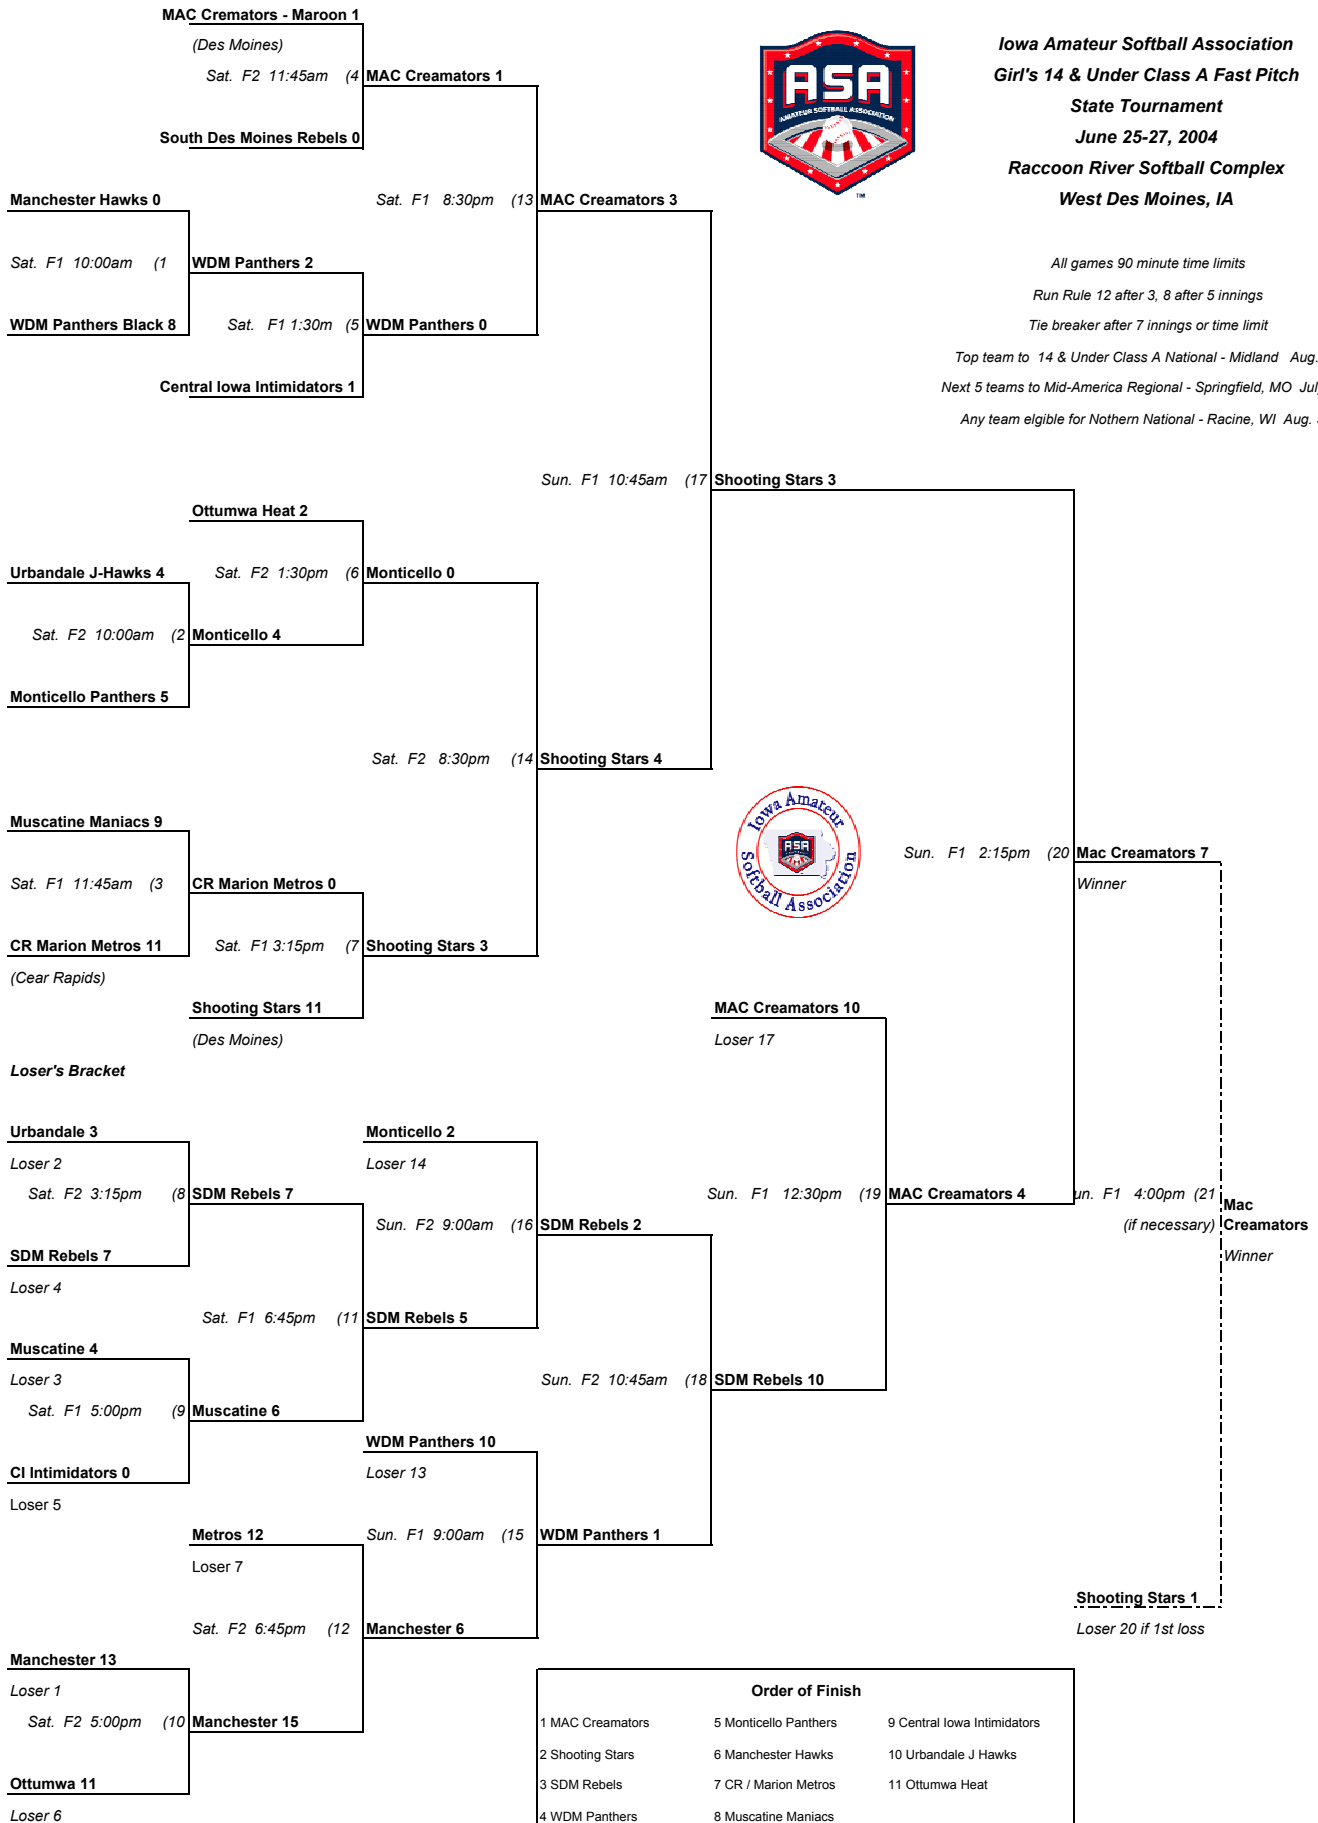 MAC Cremators - Maroon 1
(Des Moines)
Sat. F2 11:45am (4 MAC Creamators 1
South Des Moines Rebels 0
ASA
AMATEUR SOFTBALL ASSOCIATION
TM
Iowa Amateur Softball Association
Girl's 14 & Under Class A Fast Pitch
State Tournament
June 25-27, 2004
Raccoon River Softball Complex
West Des Moines, IA
Manchester Hawks 0
Sat. F1 8:30pm (13 MAC Creamators 3
Sat. F1 10:00am (1 WDM Panthers 2
WDM Panthers Black 8
Sat. F1 1:30m (5 WDM Panthers 0
Central Iowa Intimidators 1
All games 90 minute time limits
Run Rule 12 after 3, 8 after 5 innings
Tie breaker after 7 innings or time limit
Top team to 14 & Under Class A National - Midland Aug.
Next 5 teams to Mid-America Regional - Springfield, MO Jul
Any team elgible for Nothern National - Racine, WI Aug.
Sun. F1 10:45am (17 Shooting Stars 3
Ottumwa Heat 2
Urbandale J-Hawks 4
Sat. F2 1:30pm (6 Monticello 0
Sat. F2 10:00am (2 Monticello 4
Monticello Panthers 5
Sat. F2 8:30pm (14 Shooting Stars 4
Muscatine Maniacs 9
Iowa Amateur
ASA
Softball Association
Sun. F1 2:15pm (20 Mac Creamators 7
Winner
Sat. F1 11:45am (3 CR Marion Metros 0
CR Marion Metros 11
Sat. F1 3:15pm (7 Shooting Stars 3
(Cear Rapids)
Shooting Stars 11
(Des Moines)
MAC Creamators 10
Loser 17
Loser's Bracket
Urbandale 3
Loser 2
Monticello 2
Loser 14
Sat. F2 3:15pm (8 SDM Rebels 7
Sun. F1 12:30pm (19 MAC Creamators 4
un. F1 4:00pm (21
(if necessary)
Mac
Creamators
Winner
Sun. F2 9:00am (16 SDM Rebels 2
SDM Rebels 7
Loser 4
Sat. F1 6:45pm (11 SDM Rebels 5
Muscatine 4
Loser 3
Sun. F2 10:45am (18 SDM Rebels 10
Sat. F1 5:00pm (9 Muscatine 6
WDM Panthers 10
Loser 13
CI Intimidators 0
Loser 5
Metros 12
Loser 7
Sun. F1 9:00am (15 WDM Panthers 1
Shooting Stars 1
Loser 20 if 1st loss
Sat. F2 6:45pm (12 Manchester 6
Manchester 13
Loser 1
Sat. F2 5:00pm (10 Manchester 15
Ottumwa 11
Loser 6
Order of Finish
1 MAC Creamators 5 Monticello Panthers 9 Central Iowa Intimidators
2 Shooting Stars 6 Manchester Hawks 10 Urbandale J Hawks
3 SDM Rebels 7 CR / Marion Metros 11 Ottumwa Heat
4 WDM Panthers 8 Muscatine Maniacs